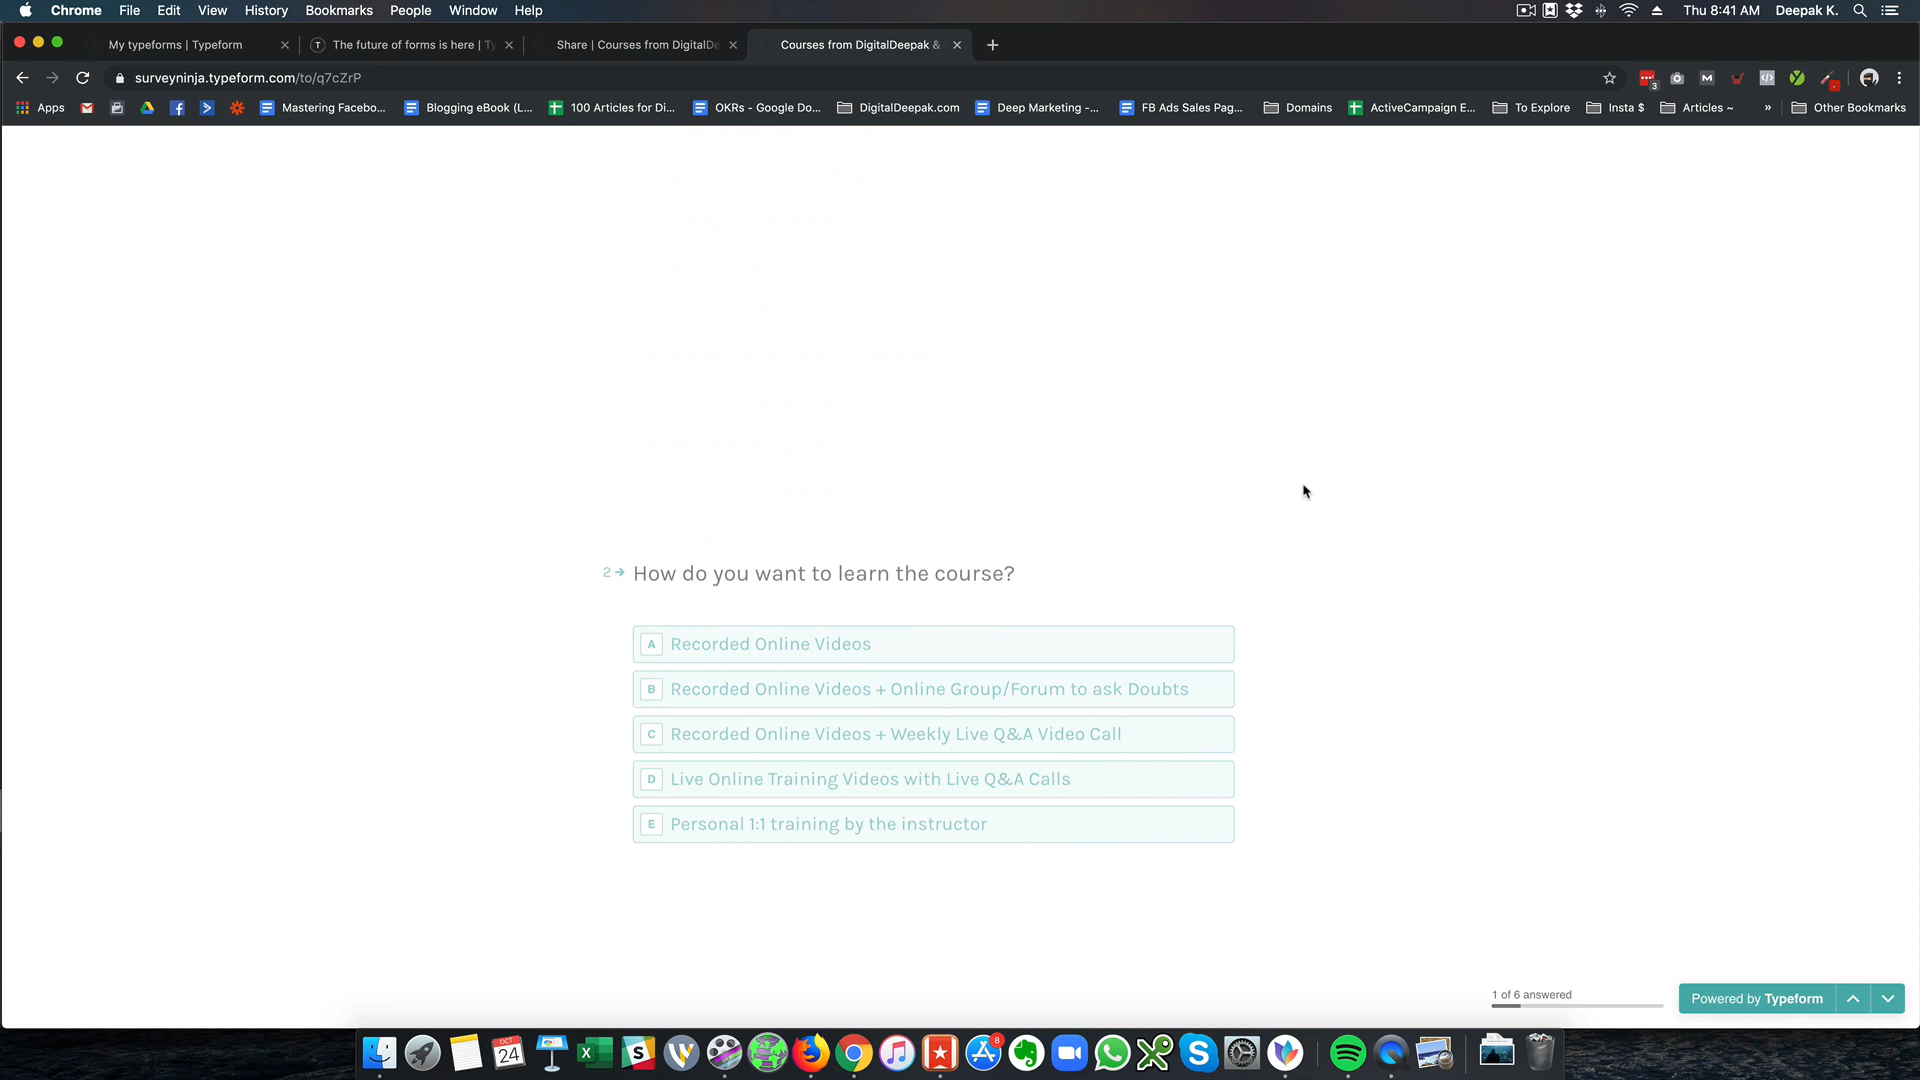 Chrome File Edit View History Bookmarks People Window Help Thu 8:41 AM Deepak K.
My typeforms | Typeform The future of forms is here | Ty Share | Courses from DigitalDe Courses from DigitalDeepak &
surveyninja.typeform.com/to/q7cZrP 3
Apps Mastering Facebo... Blogging eBook (L... 100 Articles for Di... OKRs - Google Do... DigitalDeepak.com Deep Marketing -... FB Ads Sales Pag... Domains ActiveCampaign E... To Explore Insta $ Articles ~ » Other Bookmarks
2 How do you want to learn the course?
A Recorded Online Videos
B Recorded Online Videos + Online Group/Forum to ask Doubts
C Recorded Online Videos + Weekly Live Q&A Video Call
D Live Online Training Videos with Live Q&A Calls
E Personal 1:1 training by the instructor
1 of 6 answered
Powered by Typeform
OCT 24 8